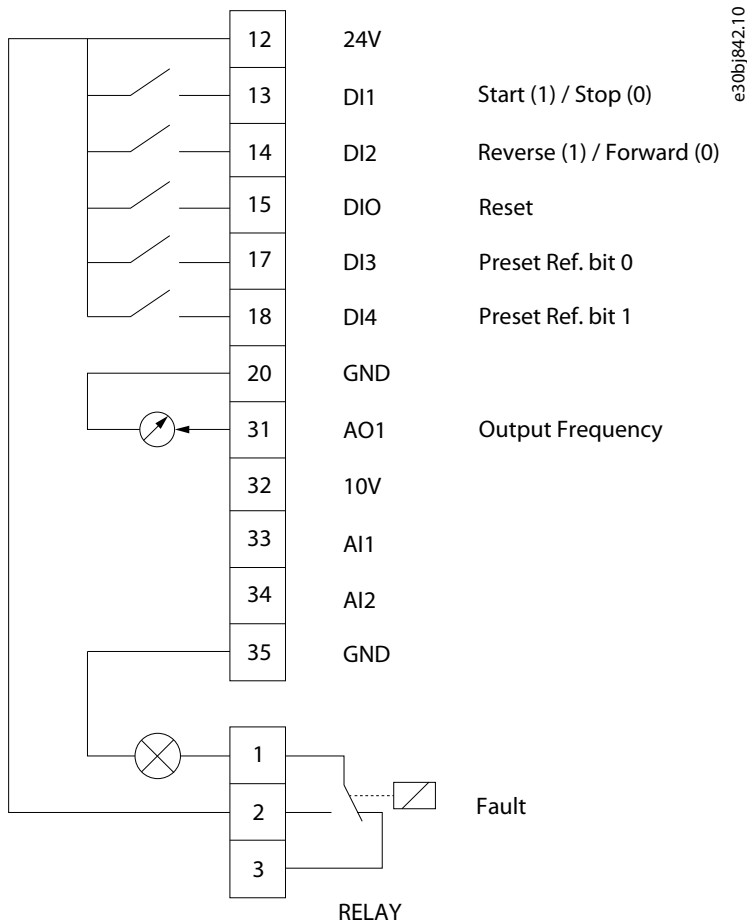 12 24V
13 DI1 Start (1) / Stop (0)
14 DI2 Reverse (1) / Forward (0)
15 DIO Reset
17 DI3 Preset Ref. bit 0
18 DI4 Preset Ref. bit 1
20 GND
31 AO1 Output Frequency
32 10V
33 AI1
34 AI2
35 GND
1
2 Fault
3
RELAY
e30bj842.10